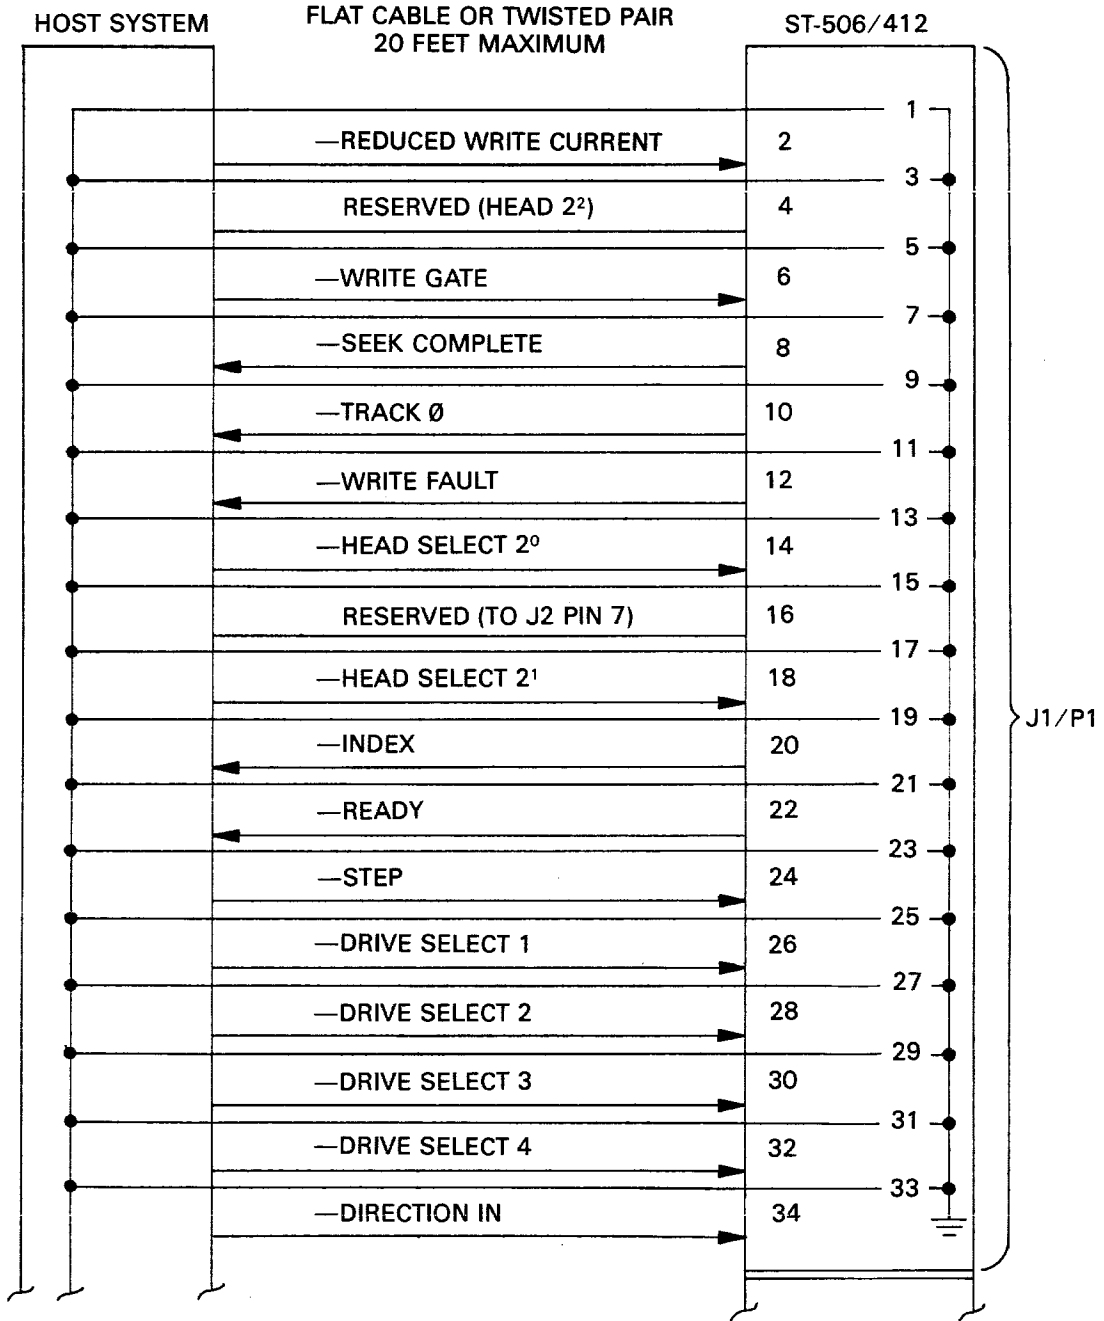 HOST SYSTEM
FLAT CABLE OR TWISTED PAIR
20 FEET MAXIMUM
ST-506/412
1
—REDUCED WRITE CURRENT 2
3
RESERVED (HEAD 2²) 4
5
—WRITE GATE 6
7
—SEEK COMPLETE 8
9
—TRACK Ø 10
11
—WRITE FAULT 12
13
—HEAD SELECT 2⁰ 14
15
RESERVED (TO J2 PIN 7) 16
17
—HEAD SELECT 2¹ 18
19
J1/P1
—INDEX 20
21
—READY 22
23
—STEP 24
25
—DRIVE SELECT 1 26
27
—DRIVE SELECT 2 28
29
—DRIVE SELECT 3 30
31
—DRIVE SELECT 4 32
33
—DIRECTION IN 34